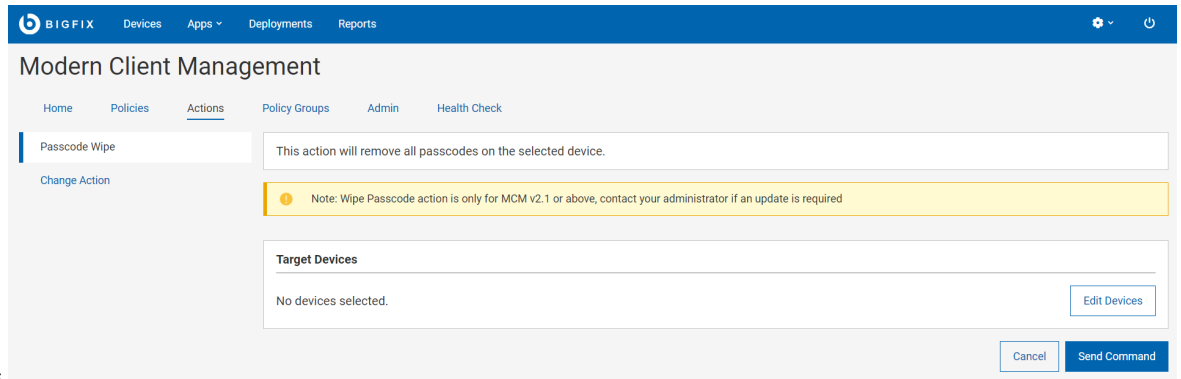 BIGFIX Devices Apps Deployments Reports
Modern Client Management
Home Policies Actions Policy Groups Admin Health Check
Passcode Wipe
Change Action
This action will remove all passcodes on the selected device.
Note: Wipe Passcode action is only for MCM v2.1 or above, contact your administrator if an update is required
Target Devices
No devices selected.
Edit Devices
Cancel Send Command